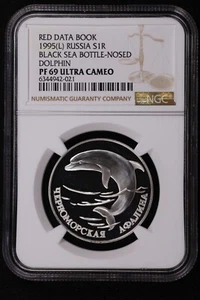 RED DATA BOOK
1995(L) RUSSIA S1R
BLACK SEA BOTTLE-NOSED
DOLPHIN
PF 69 ULTRA CAMEO
6344942-021
NUMISMATIC GUARANTY COMPANY
NGC
ЧЕРНОМОРСКАЯ АФАЛИНА